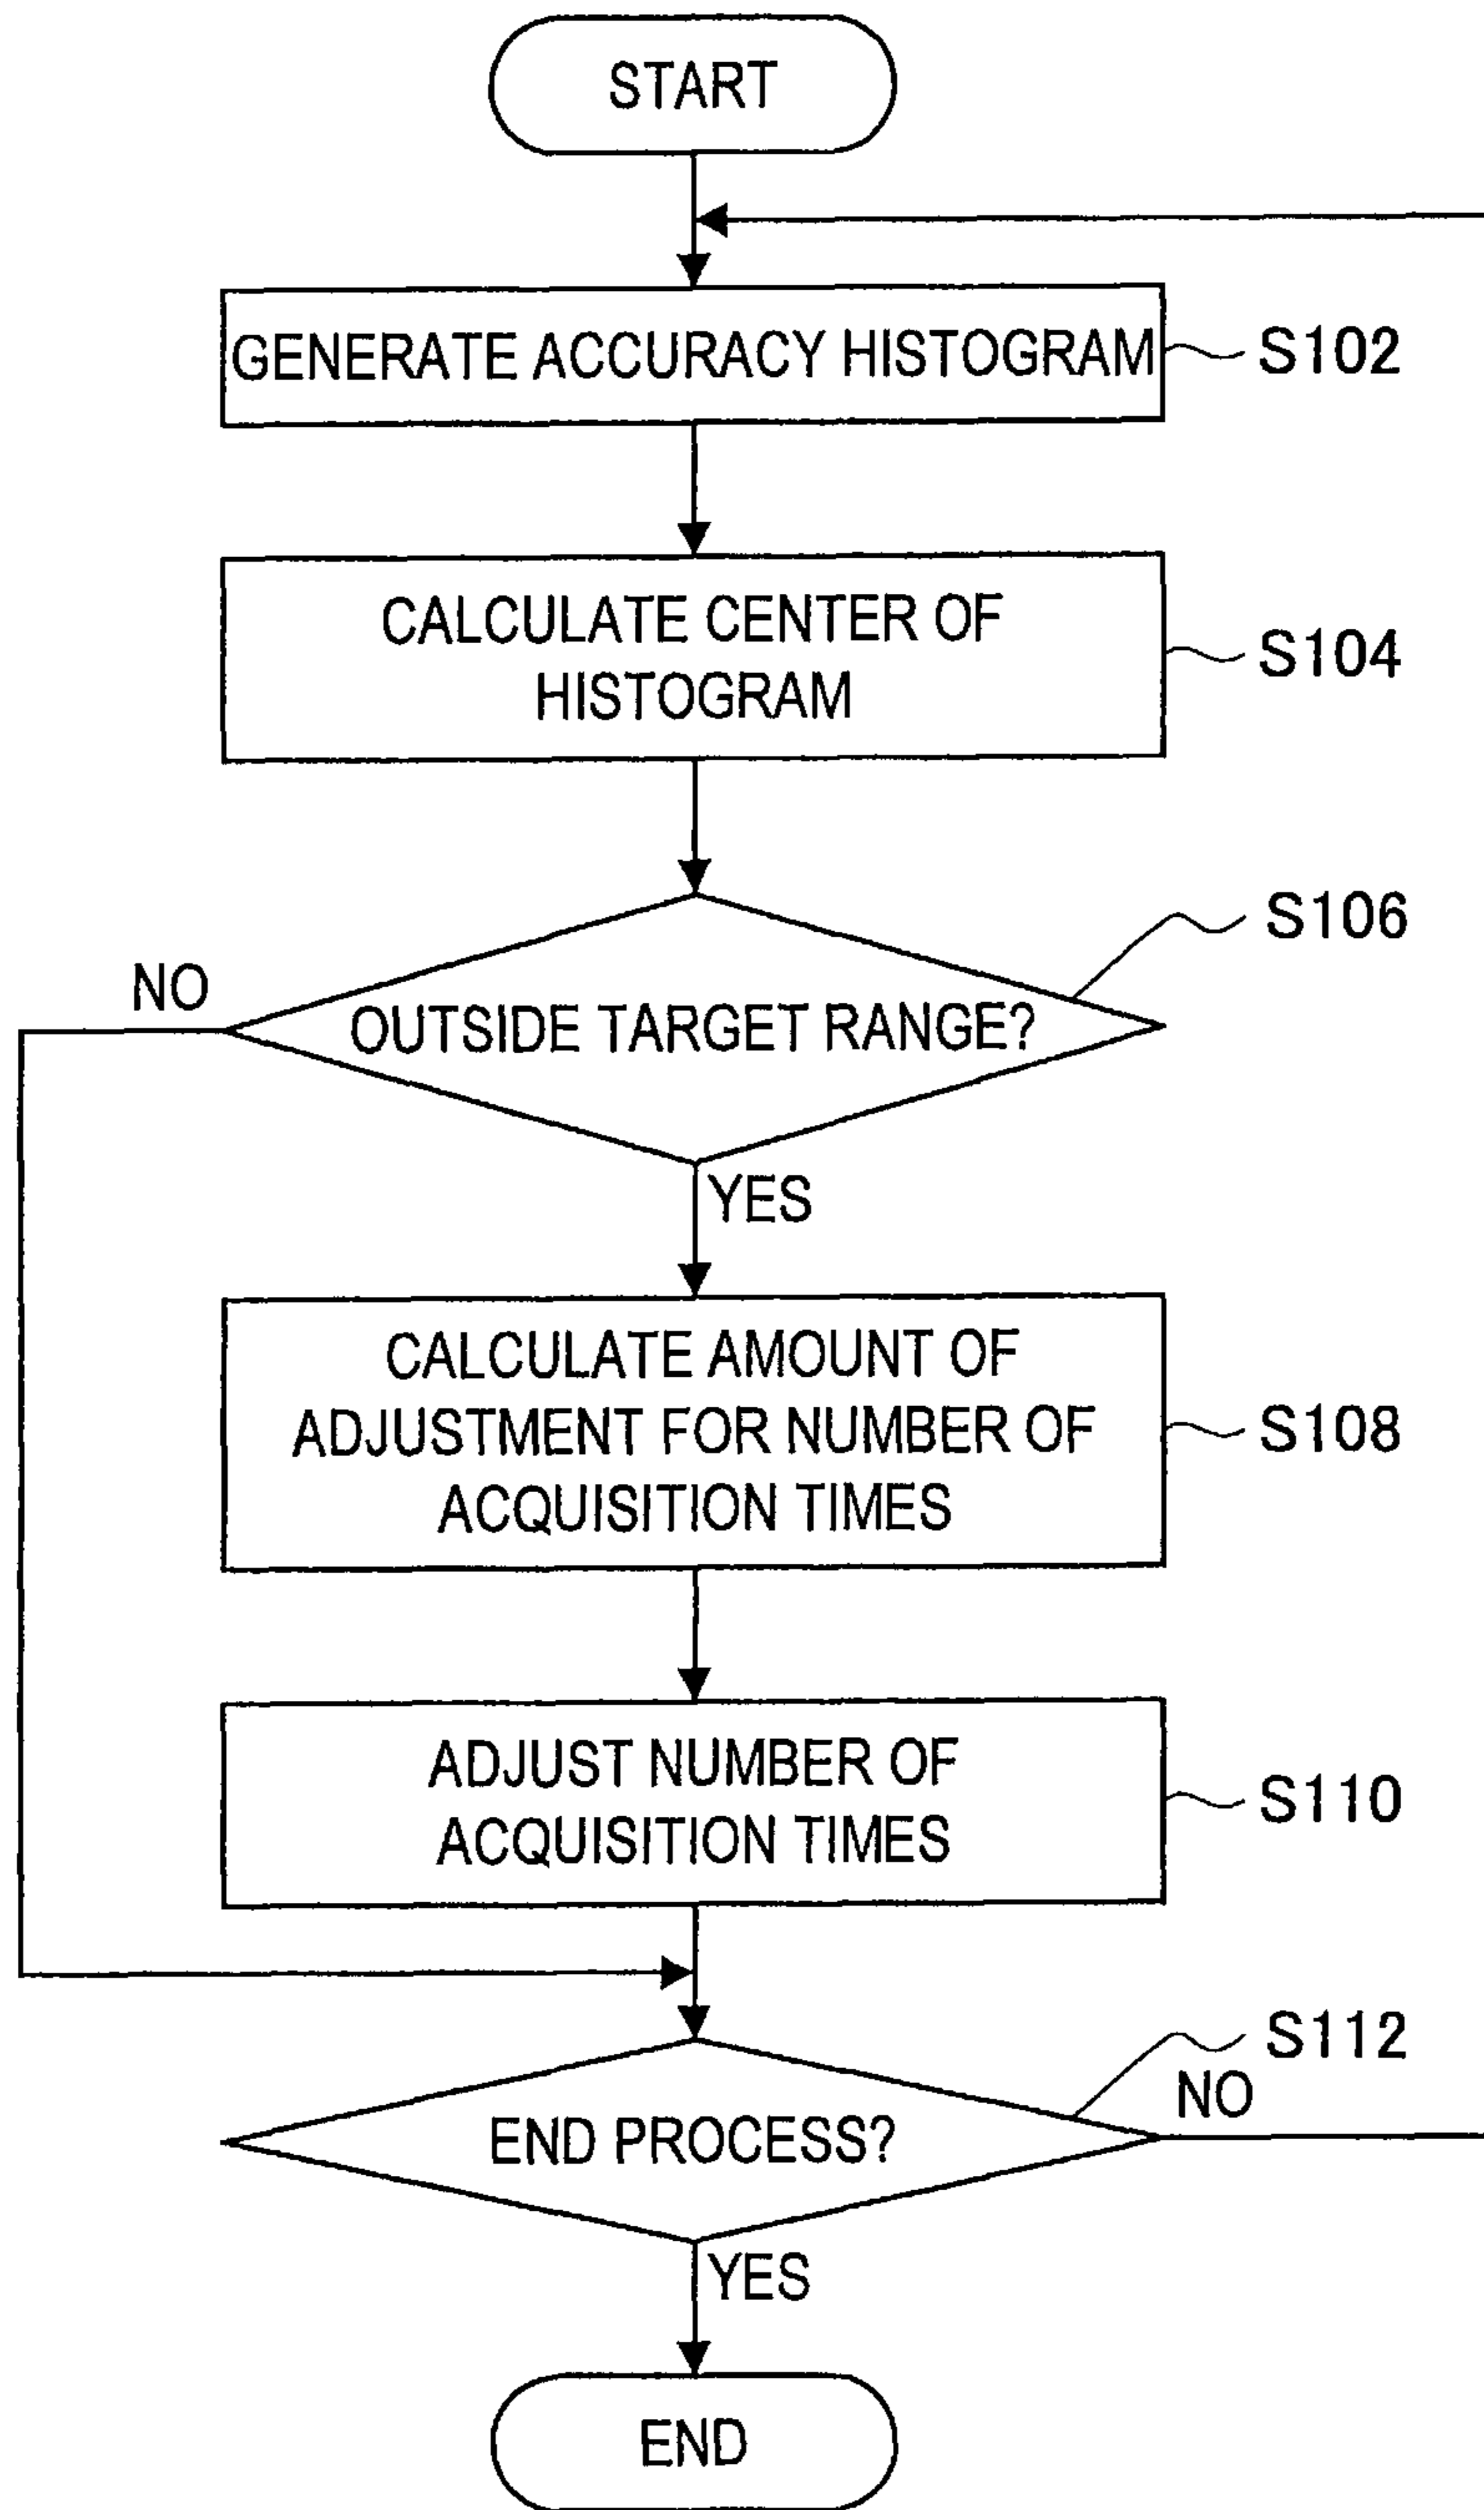 START
GENERATE ACCURACY HISTOGRAM
S102
CALCULATE CENTER OF
HISTOGRAM
S104
S106
NO
OUTSIDE TARGET RANGE?
YES
CALCULATE AMOUNT OF
ADJUSTMENT FOR NUMBER OF
ACQUISITION TIMES
S108
ADJUST NUMBER OF
ACQUISITION TIMES
S110
S112
NO
END PROCESS?
YES
END